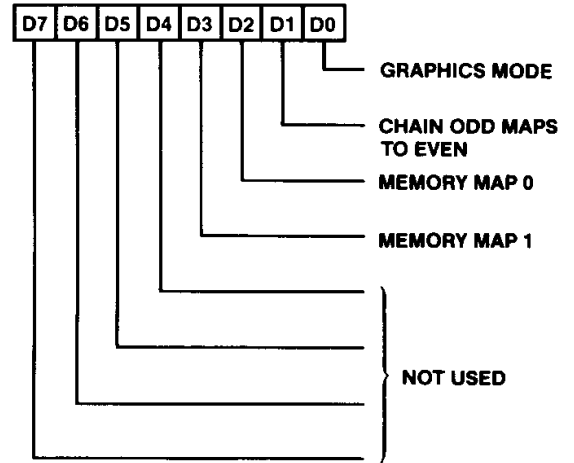 D7 D6 D5 D4 D3 D2 D1 D0
GRAPHICS MODE
CHAIN ODD MAPS
TO EVEN
MEMORY MAP 0
MEMORY MAP 1
NOT USED